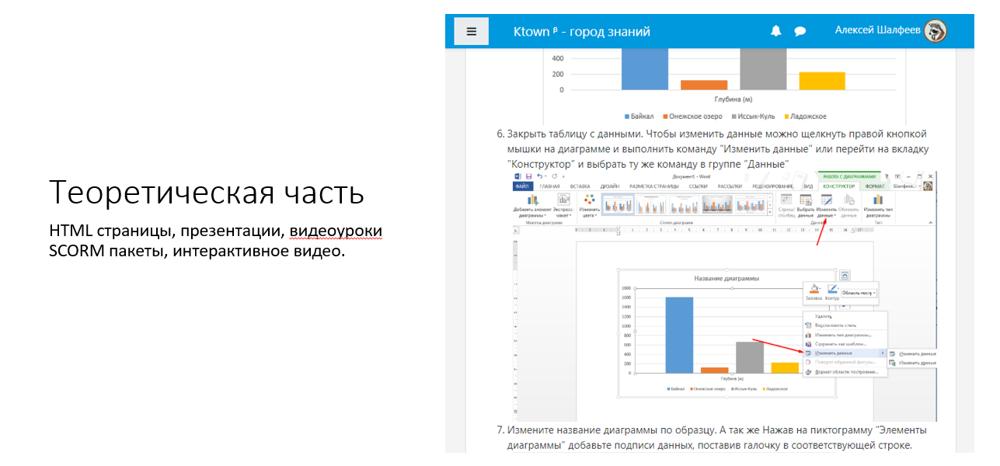 Теоретическая часть
HTML страницы, презентации, видеоуроки
SCORM пакеты, интерактивное видео.
Ktown β - город знаний
Алексей Шалфеев
400
200
0
Глубина (м)
Байкал Онежское озеро Иссык-Куль Ладожское
6. Закрыть таблицу с данными. Чтобы изменить данные можно щелкнуть правой кнопкой
мышки на диаграмме и выполнить команду "Изменить данные" или перейти на вкладку
"Конструктор" и выбрать ту же команду в группе "Данные"
Документ1 - Word
РАБОТА С ДИАГРАММАМИ
ФАЙЛ ГЛАВНАЯ ВСТАВКА ДИЗАЙН РАЗМЕТКА СТРАНИЦЫ ССЫЛКИ РАССЫЛКИ РЕЦЕНЗИРОВАНИЕ ВИД КОНСТРУКТОР ФОРМАТ Шалфеев...
Добавить элемент Экспресс- Изменить Строка/ Выбрать Изменить Обновить Изменить тип
диаграммы макет цвета столбец данные данные данные диаграммы
Макеты диаграмм Стили диаграмм Данные Тип
Название диаграммы
1800
1600
1400
1200
1000
800
600
400
200
0
Глубина (м)
Байкал Онежское озеро Иссык-Куль Ладожское
Заливка Контур Область постр
Удалить
Восстановить стиль
Изменить тип диаграммы...
Сохранить как шаблон...
Изменить данные
Изменить данные
Изменить данные
Поворот объемной фигуры...
Формат области построения...
7. Измените название диаграммы по образцу. А так же Нажав на пиктограмму "Элементы
диаграммы" добавьте подписи данных, поставив галочку в соответствующей строке.